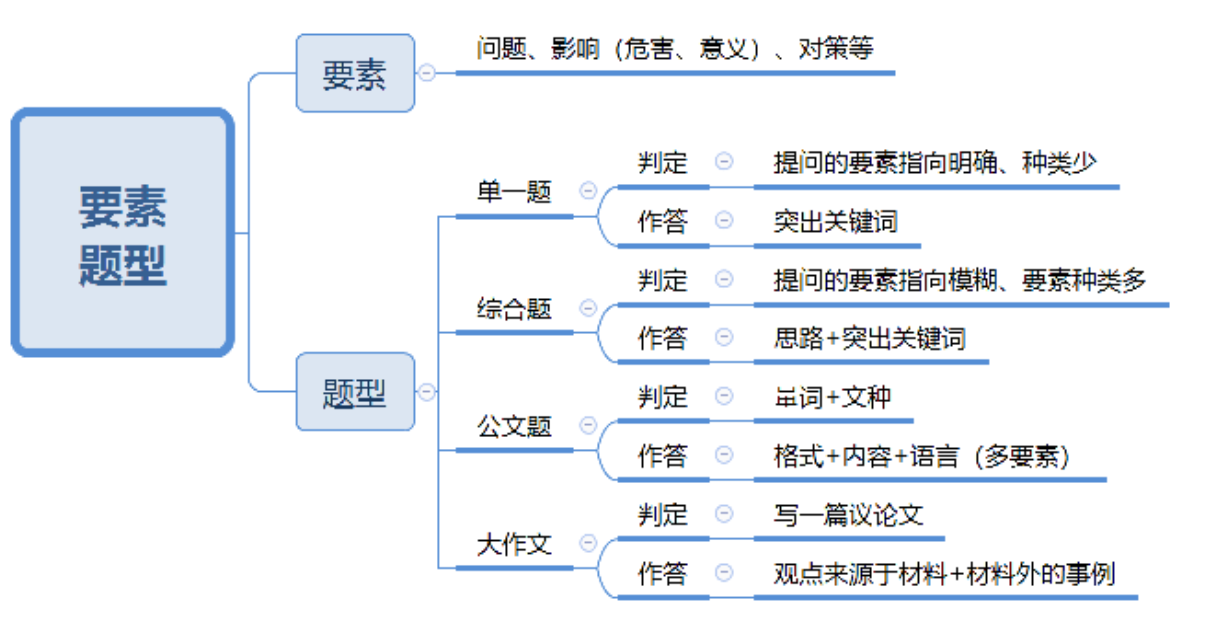 要素
题型
要素
问题、影响（危害、意义）、对策等
题型
单一题
判定
提问的要素指向明确、种类少
作答
突出关键词
综合题
判定
提问的要素指向模糊、要素种类多
作答
思路+突出关键词
公文题
判定
词+文种
作答
格式+内容+语言（多要素）
大作文
判定
写一篇议论文
作答
观点来源于材料+材料外的事例